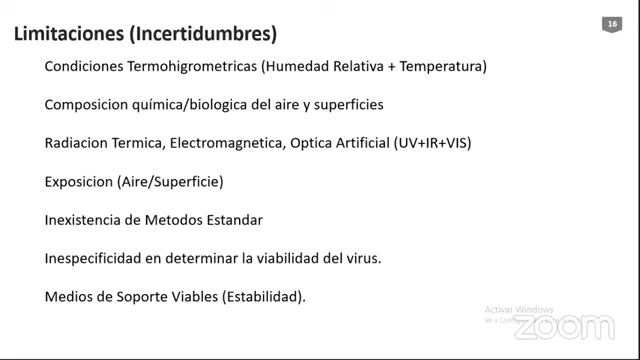 16
Limitaciones (Incertidumbres)
Condiciones Termohigrometricas (Humedad Relativa + Temperatura)
Composicion química/biologica del aire y superficies
Radiacion Termica, Electromagnetica, Optica Artificial (UV+IR+VIS)
Exposicion (Aire/Superficie)
Inexistencia de Metodos Estandar
Inespecificidad en determinar la viabilidad del virus.
Medios de Soporte Viables (Estabilidad).
Activar Windows
Ve a
zoom